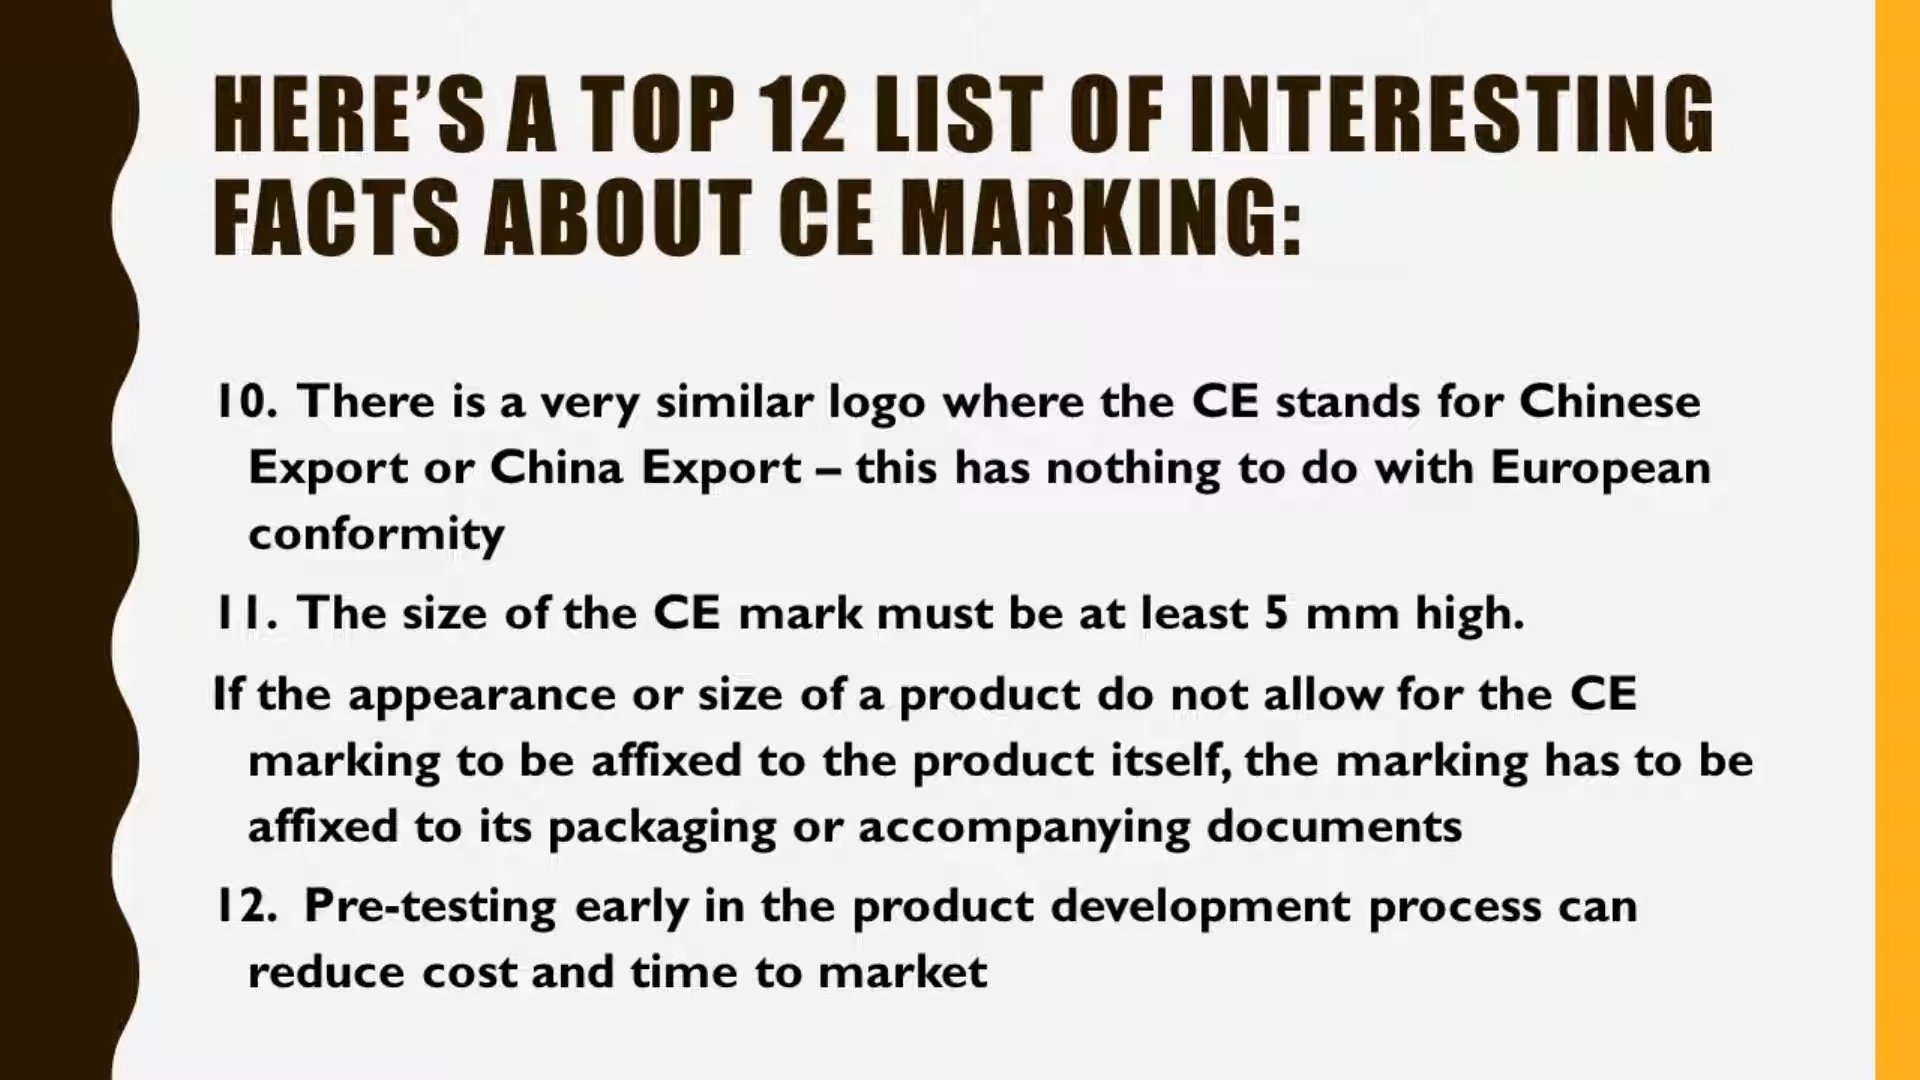 HERE’S A TOP 12 LIST OF INTERESTING
FACTS ABOUT CE MARKING:
10. There is a very similar logo where the CE stands for Chinese
Export or China Export – this has nothing to do with European
conformity
11. The size of the CE mark must be at least 5 mm high.
If the appearance or size of a product do not allow for the CE
marking to be affixed to the product itself, the marking has to be
affixed to its packaging or accompanying documents
12. Pre-testing early in the product development process can
reduce cost and time to market